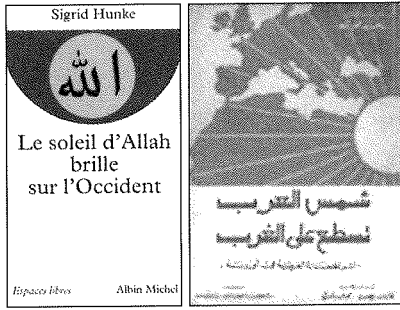 Sigrid Hunke
الله
Le soleil d'Allah
brille
sur l'Occident
Espaces libres Albin Michel
شمس العرب
تسطع على الغرب